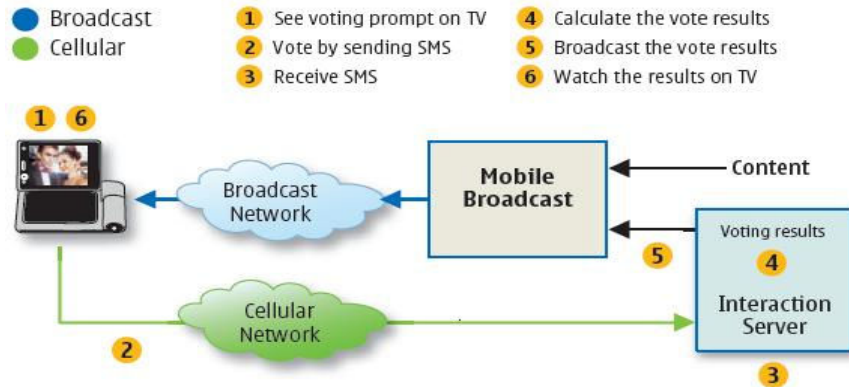 Broadcast
Cellular
1 See voting prompt on TV
2 Vote by sending SMS
3 Receive SMS
4 Calculate the vote results
5 Broadcast the vote results
6 Watch the results on TV
1 6
Broadcast
Network
Mobile
Broadcast
Content
5
Voting results
4
Interaction
Server
3
Cellular
Network
2